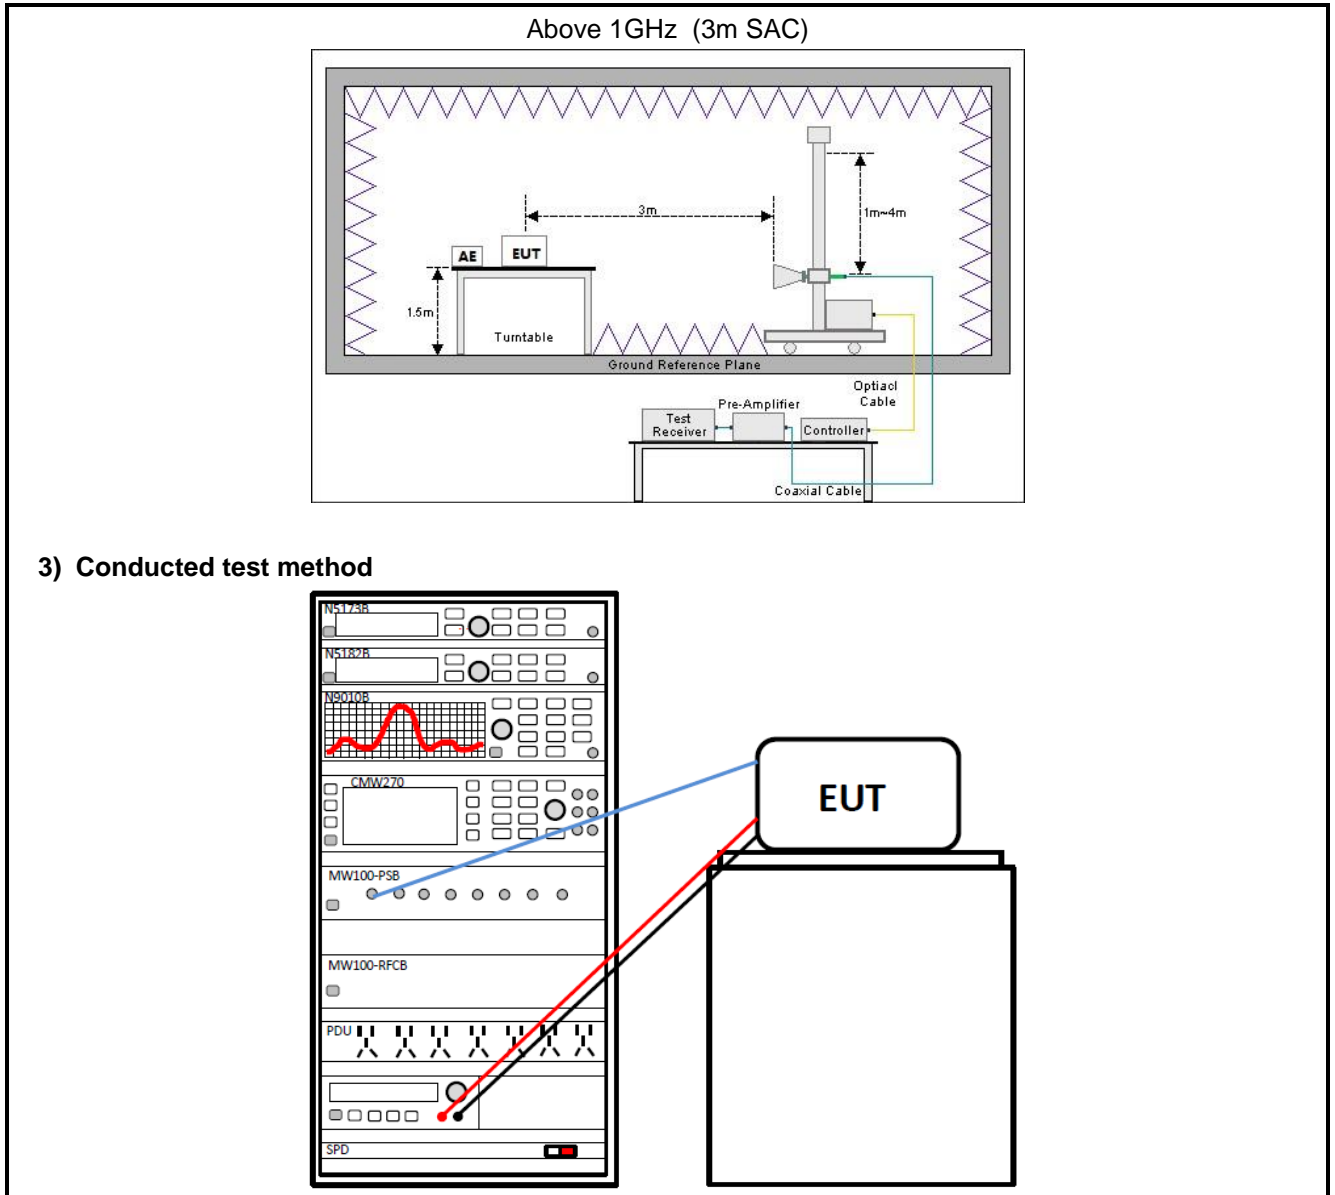 Above 1GHz (3m SAC)
3m
1m~4m
AE
EUT
1.5m
Turntable
Ground Reference Plane
Optiacl
Cable
Pre-Amplifier
Test
Receiver
Controller
Coaxial Cable
3) Conducted test method
N5173B
N5182B
N9010B
CMW270
EUT
MW100-PSB
MW100-RFCB
PDU
SPD